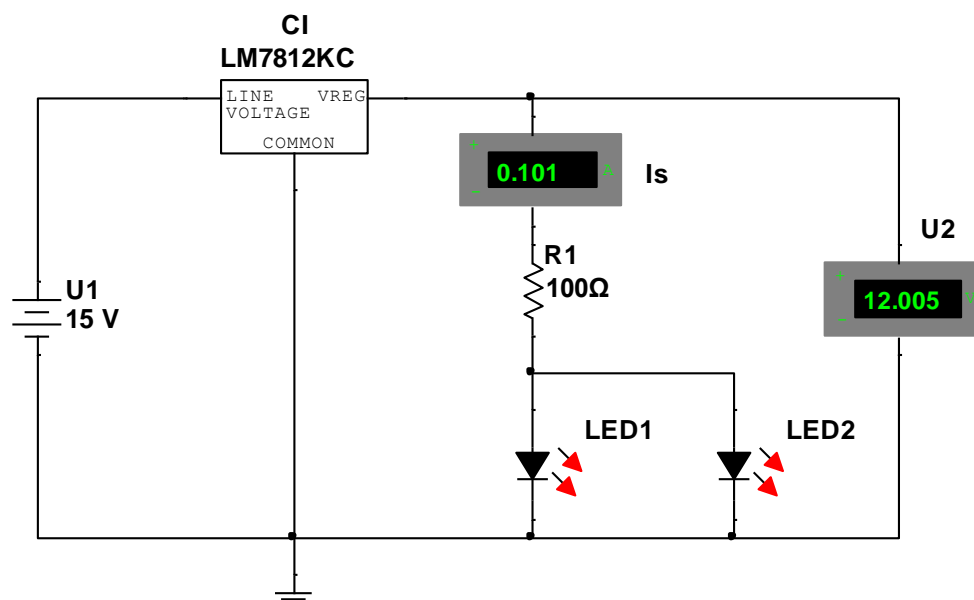 CI
LM7812KC
LINE VREG
VOLTAGE
COMMON
+
0.101 A
−
Is
U2
R1
100Ω
+
12.005 V
−
U1
15 V
LED1
LED2